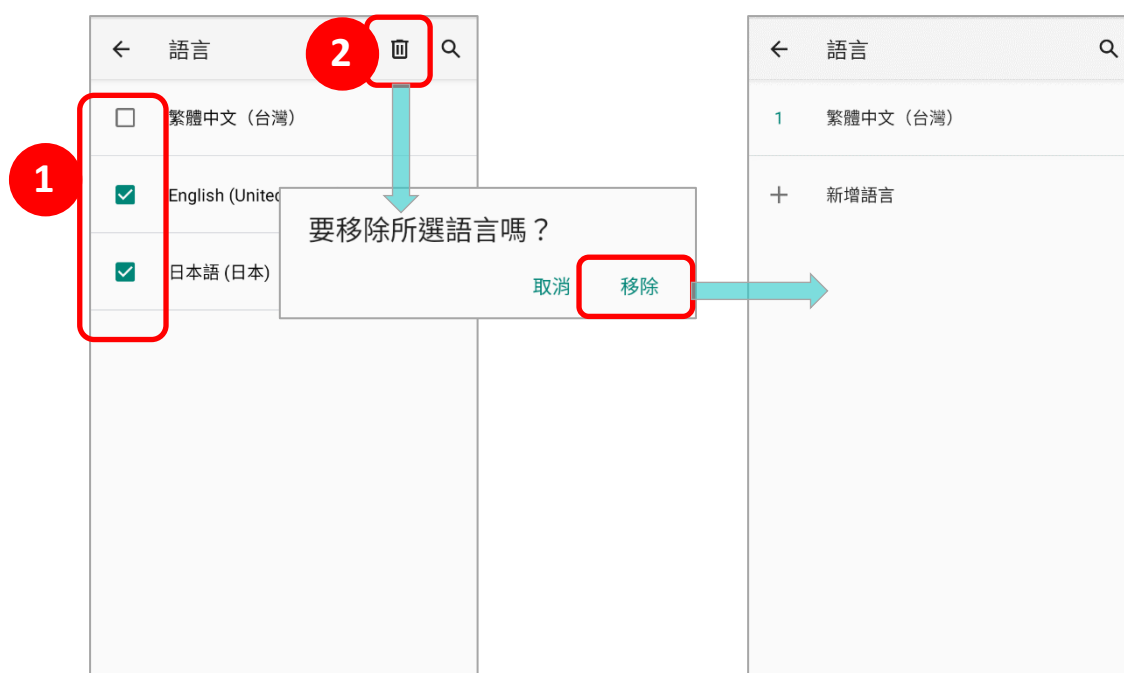 語言
2
1
繁體中文（台灣）
English (United
日本語 (日本)
要移除所選語言嗎？
取消 移除
語言
1 繁體中文（台灣）
新增語言